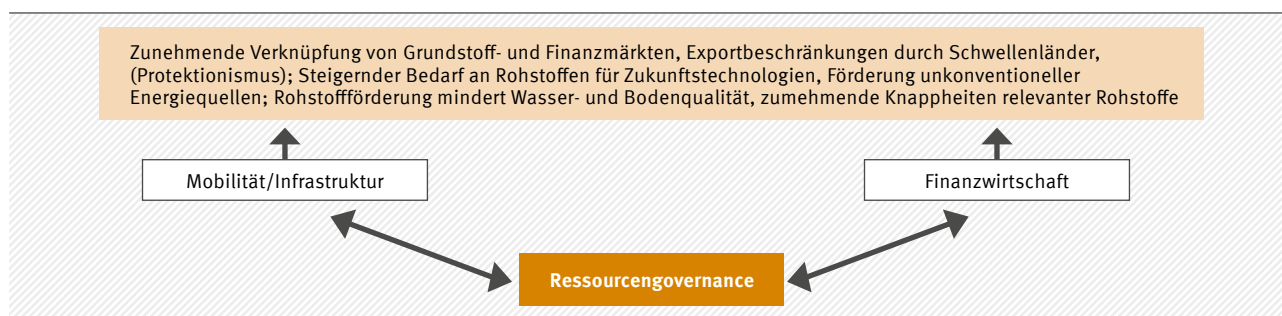 Zunehmende Verknüpfung von Grundstoff- und Finanzmärkten, Exportbeschränkungen durch Schwellenländer,
(Protektionismus); Steigernder Bedarf an Rohstoffen für Zukunftstechnologien, Förderung unkonventioneller
Energiequellen; Rohstoffförderung mindert Wasser- und Bodenqualität, zumehmende Knappheiten relevanter Rohstoffe
Mobilität/Infrastruktur
Finanzwirtschaft
Ressourcengovernance